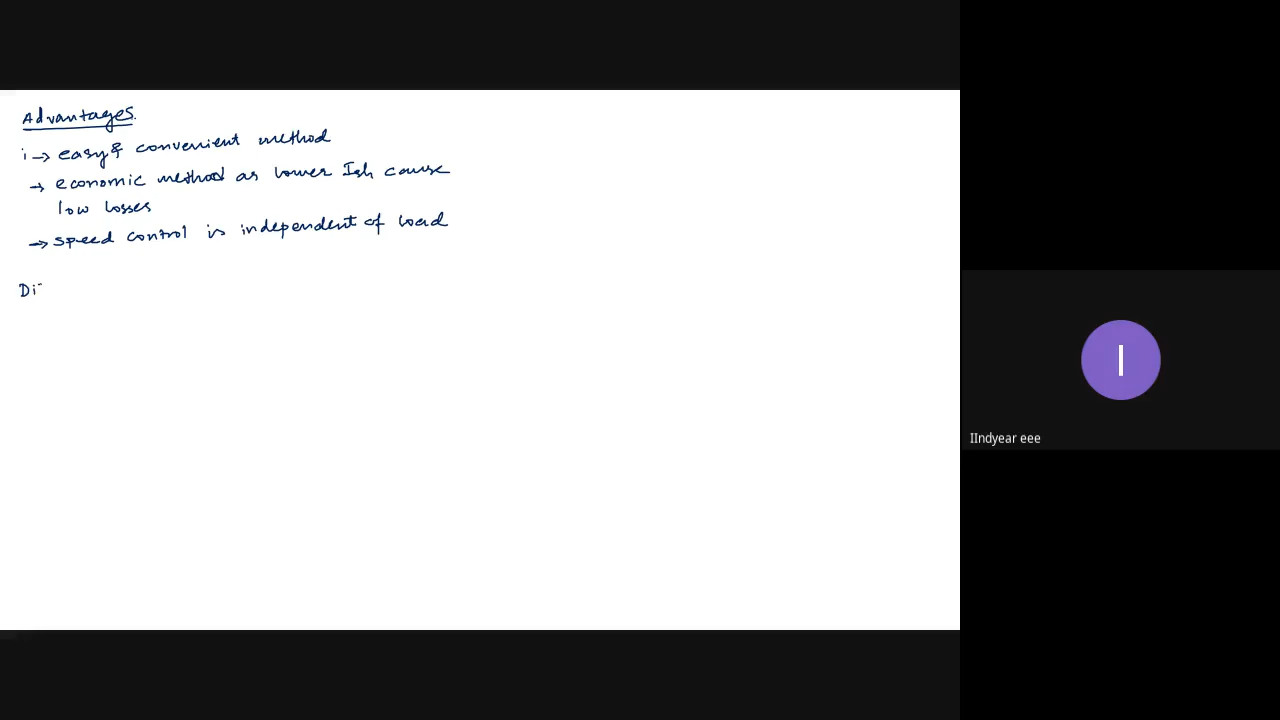 Advantages.
i → easy & convenient method
→ economic method as lower Ish cause
low losses
→ speed control is independent of load
Di
I
IIndyear eee